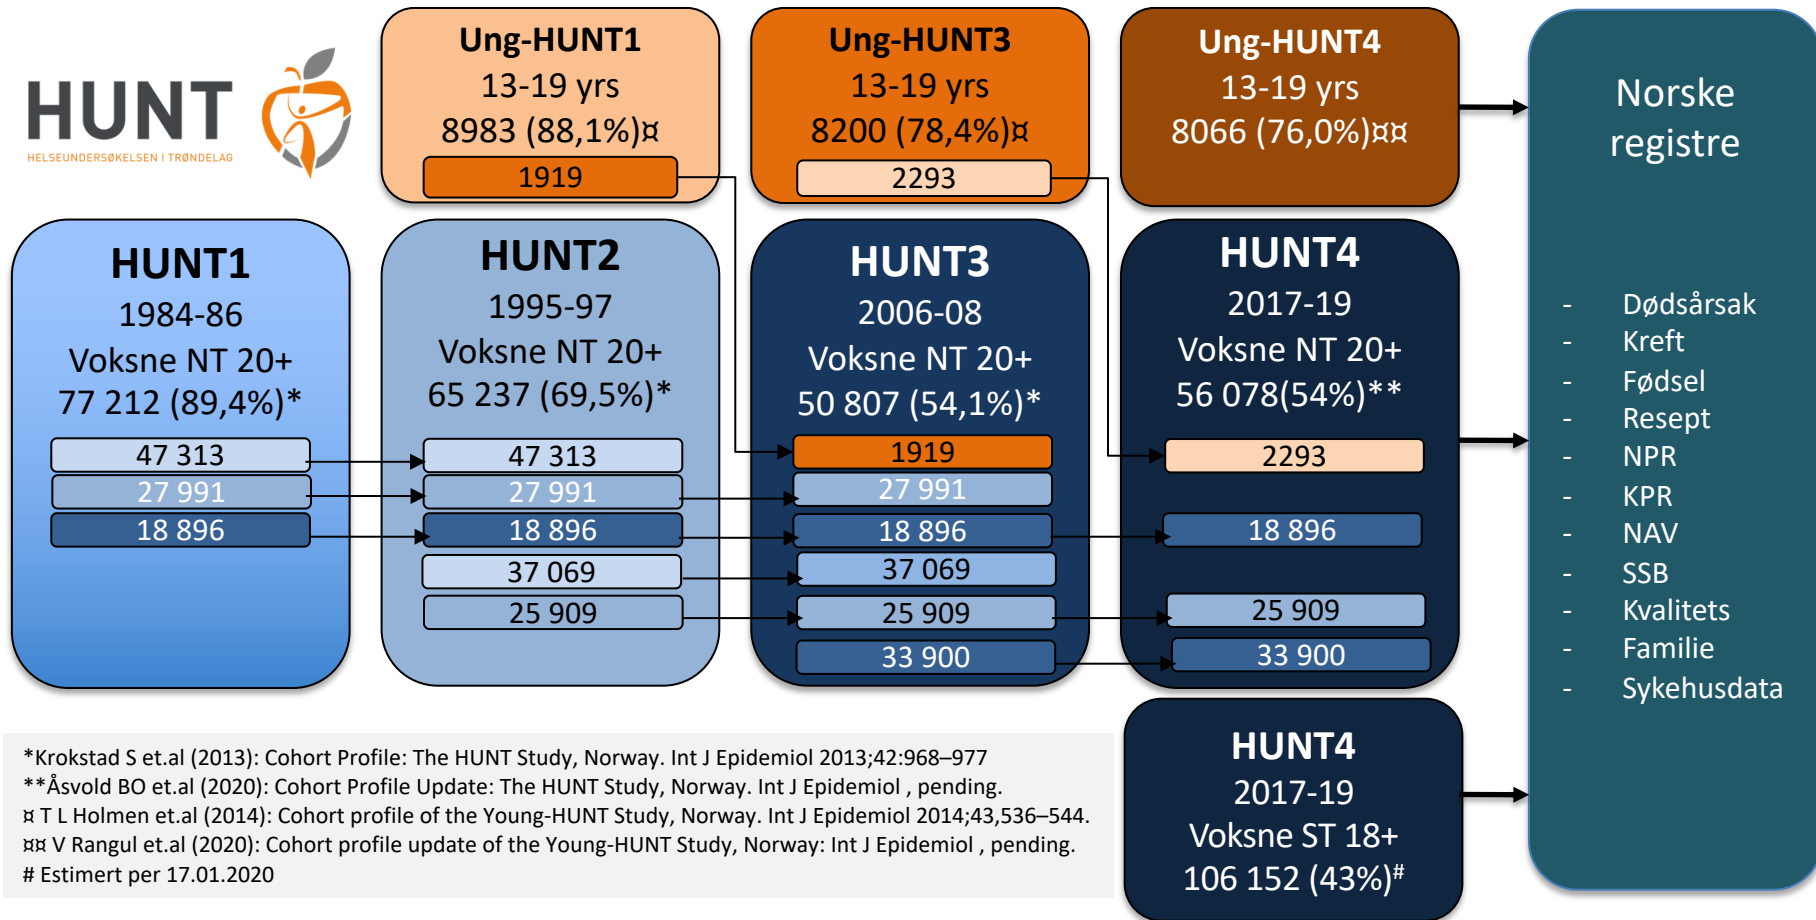 HUNT
HELSEUNDERSØKELSEN I TRØNDELAG
Ung-HUNT1
13-19 yrs
8983 (88,1%)¤
1919
Ung-HUNT3
13-19 yrs
8200 (78,4%)¤
2293
Ung-HUNT4
13-19 yrs
8066 (76,0%)¤¤
HUNT1
1984-86
Voksne NT 20+
77 212 (89,4%)*
47 313
27 991
18 896
HUNT2
1995-97
Voksne NT 20+
65 237 (69,5%)*
47 313
27 991
18 896
37 069
25 909
HUNT3
2006-08
Voksne NT 20+
50 807 (54,1%)*
1919
27 991
18 896
37 069
25 909
33 900
HUNT4
2017-19
Voksne NT 20+
56 078(54%)**
2293
18 896
25 909
33 900
HUNT4
2017-19
Voksne ST 18+
106 152 (43%)#
Norske
registre
- Dødsårsak
- Kreft
- Fødsel
- Resept
- NPR
- KPR
- NAV
- SSB
- Kvalitets
- Familie
- Sykehusdata
*Krokstad S et.al (2013): Cohort Profile: The HUNT Study, Norway. Int J Epidemiol 2013;42:968–977
**Åsvold BO et.al (2020): Cohort Profile Update: The HUNT Study, Norway. Int J Epidemiol , pending.
¤ T L Holmen et.al (2014): Cohort profile of the Young-HUNT Study, Norway. Int J Epidemiol 2014;43,536–544.
¤¤ V Rangul et.al (2020): Cohort profile update of the Young-HUNT Study, Norway: Int J Epidemiol , pending.
# Estimert per 17.01.2020